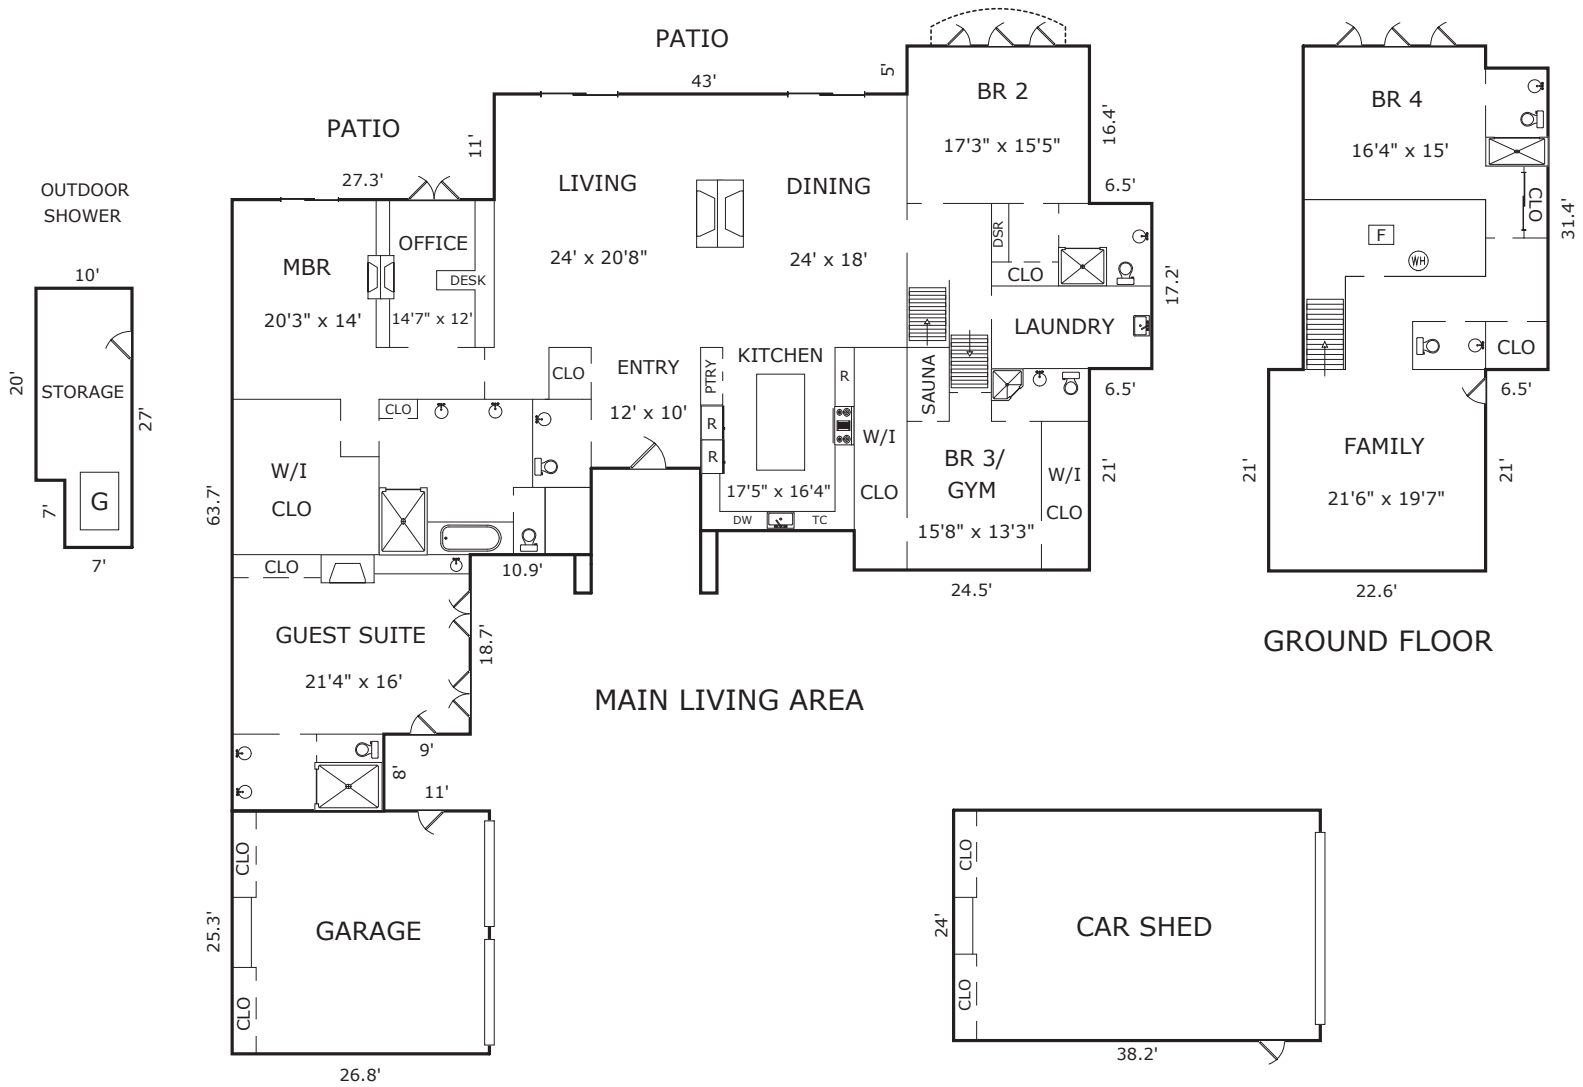 PATIO
43'
5'
PATIO
27.3'
11'
OUTDOOR
SHOWER
10'
20'
STORAGE
27'
7'
G
7'
MBR
20'3" x 14'
OFFICE
DESK
14'7" x 12'
LIVING
24' x 20'8"
DINING
24' x 18'
BR 2
17'3" x 15'5"
16.4'
6.5'
DSR
CLO
17.2'
LAUNDRY
SAUNA
6.5'
CLO
ENTRY
12' x 10'
PTRY
KITCHEN
R
R
R
17'5" x 16'4"
DW
TC
W/I
CLO
BR 3/
GYM
15'8" x 13'3"
W/I
CLO
21'
24.5'
CLO
W/I
CLO
63.7'
10.9'
CLO
GUEST SUITE
21'4" x 16'
18.7'
9'
8'
11'
MAIN LIVING AREA
CLO
GARAGE
CLO
25.3'
26.8'
BR 4
16'4" x 15'
CLO
31.4'
F
WH
CLO
6.5'
FAMILY
21'6" x 19'7"
21'
21'
22.6'
GROUND FLOOR
CLO
CAR SHED
CLO
24'
38.2'